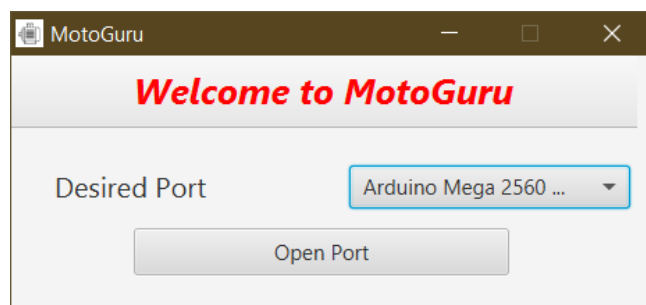 MotoGuru
Welcome to MotoGuru
Desired Port Arduino Mega 2560 ...
Open Port